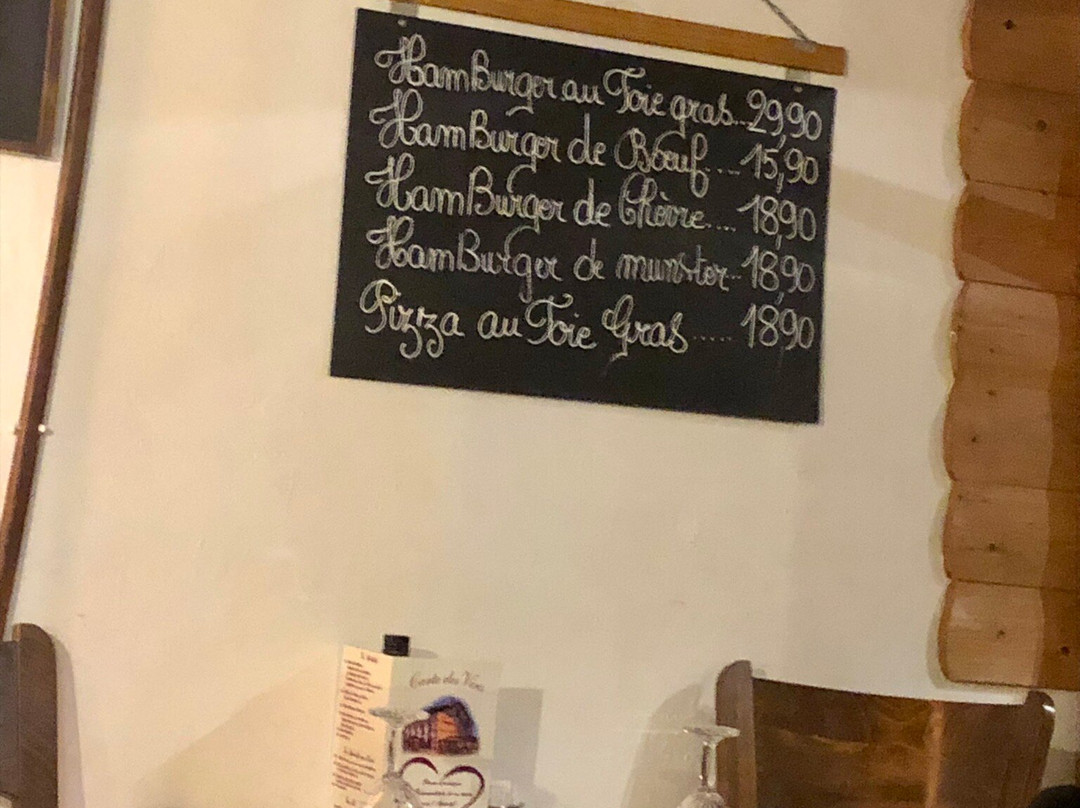 HamBurger au Foie gras...29,90
HamBurger de Bœuf.... 15,90
HamBurger de Chèvre.... 18,90
HamBurger de munster.. 18,90
Pizza au Foie Gras..... 18,90
Carte des Vins